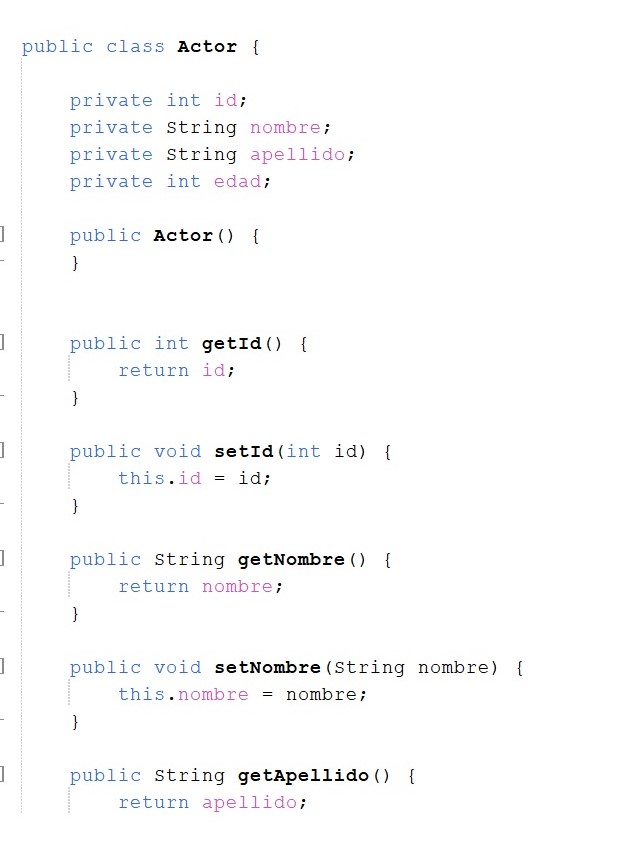 public class Actor {
private int id;
private String nombre;
private String apellido;
private int edad;
public Actor() {
}
public int getId() {
return id;
}
public void setId(int id) {
this.id = id;
}
public String getNombre() {
return nombre;
}
public void setNombre(String nombre) {
this.nombre = nombre;
}
public String getApellido() {
return apellido;